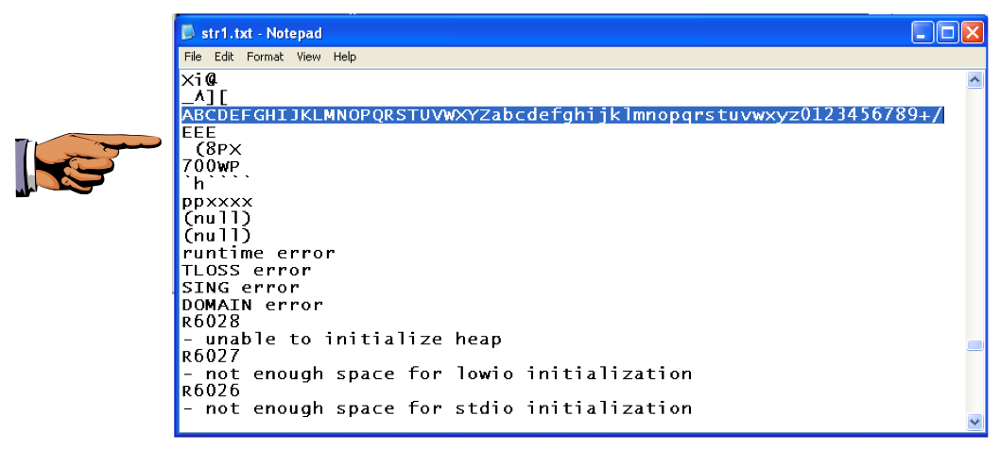 str1.txt - Notepad
File Edit Format View Help
×i@
_^][
ABCDEFGHIJKLMNOPQRSTUVWXYZabcdefghijklmnopqrstuvwxyz0123456789+/
EEE
(8PX
700WP
`h````
ppxxxx
(null)
(null)
runtime error
TLOSS error
SING error
DOMAIN error
R6028
- unable to initialize heap
R6027
- not enough space for lowio initialization
R6026
- not enough space for stdio initialization